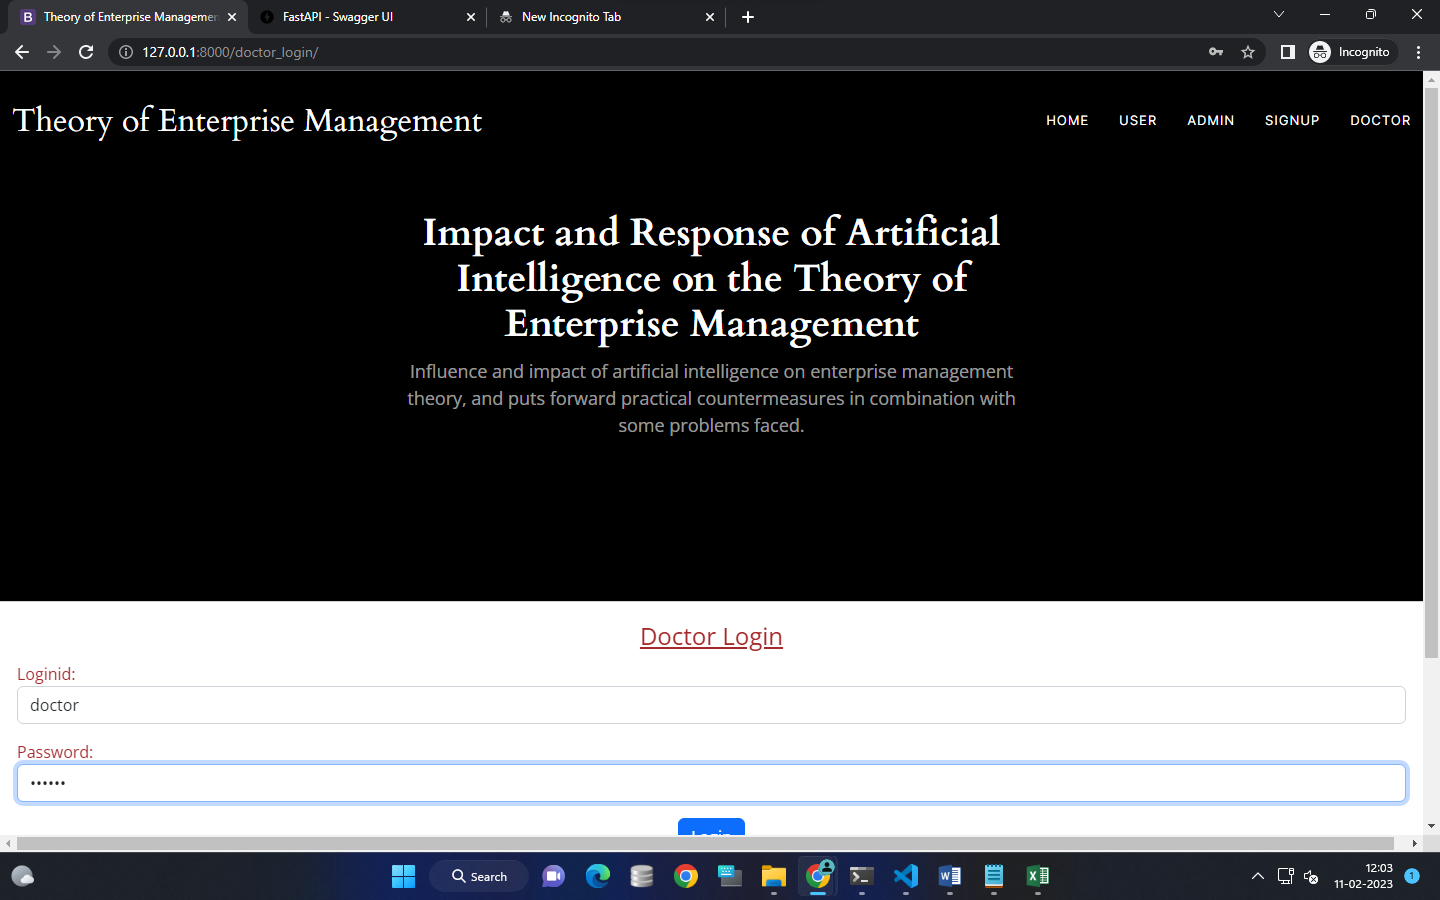 Theory of Enterprise Managemen
FastAPI - Swagger UI
New Incognito Tab
127.0.0.1:8000/doctor_login/
Incognito
Theory of Enterprise Management
HOME
USER
ADMIN
SIGNUP
DOCTOR
Impact and Response of Artificial
Intelligence on the Theory of
Enterprise Management
Influence and impact of artificial intelligence on enterprise management
theory, and puts forward practical countermeasures in combination with
some problems faced.
Doctor Login
Loginid:
doctor
Password:
••••••
Login
Search
12:03
11-02-2023
1